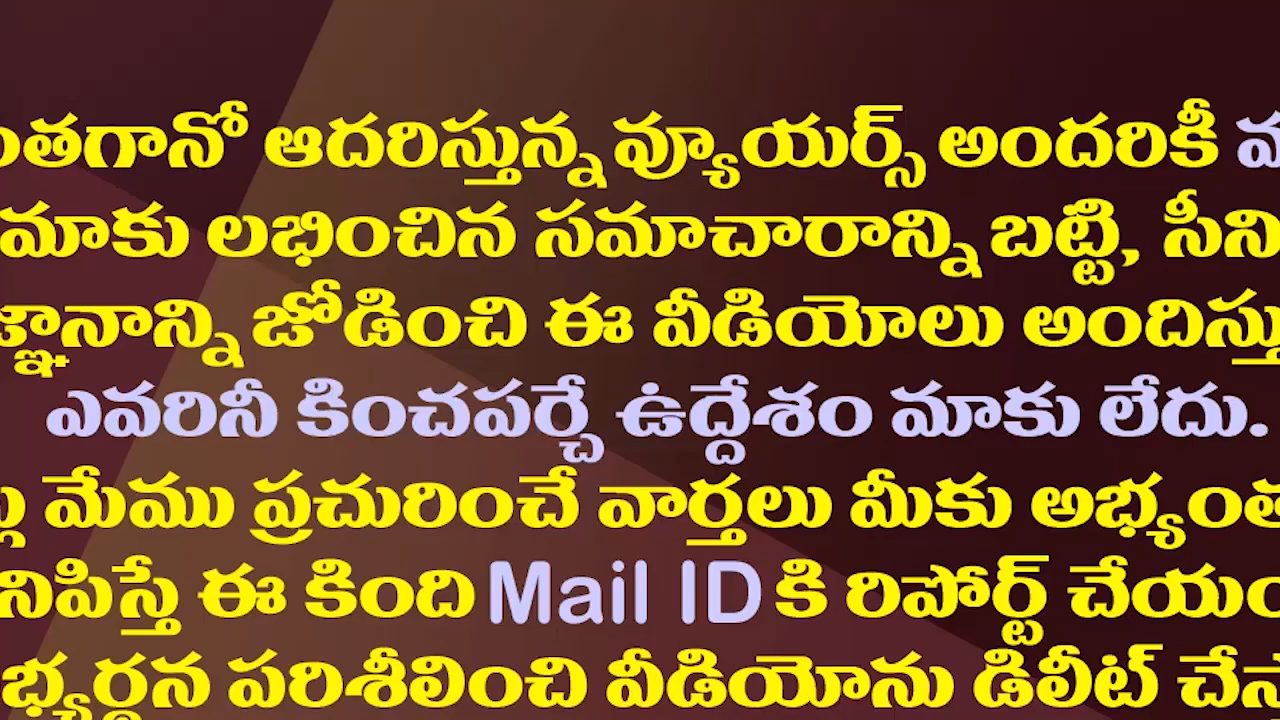 ఆదరిస్తున్న వ్యూయర్స్ అందరికీ
మాకు లభించిన సమాచారాన్ని బట్టి,
జోడించి ఈ వీడియోలు
ఎవరినీ కించపర్చే ఉద్దేశం మాకు లేదు.
మేము ప్రచురించే వార్తలు మీకు
ఈ కింది Mail ID కి రిపోర్ట్
పరిశీలించి వీడియోను డిలీట్